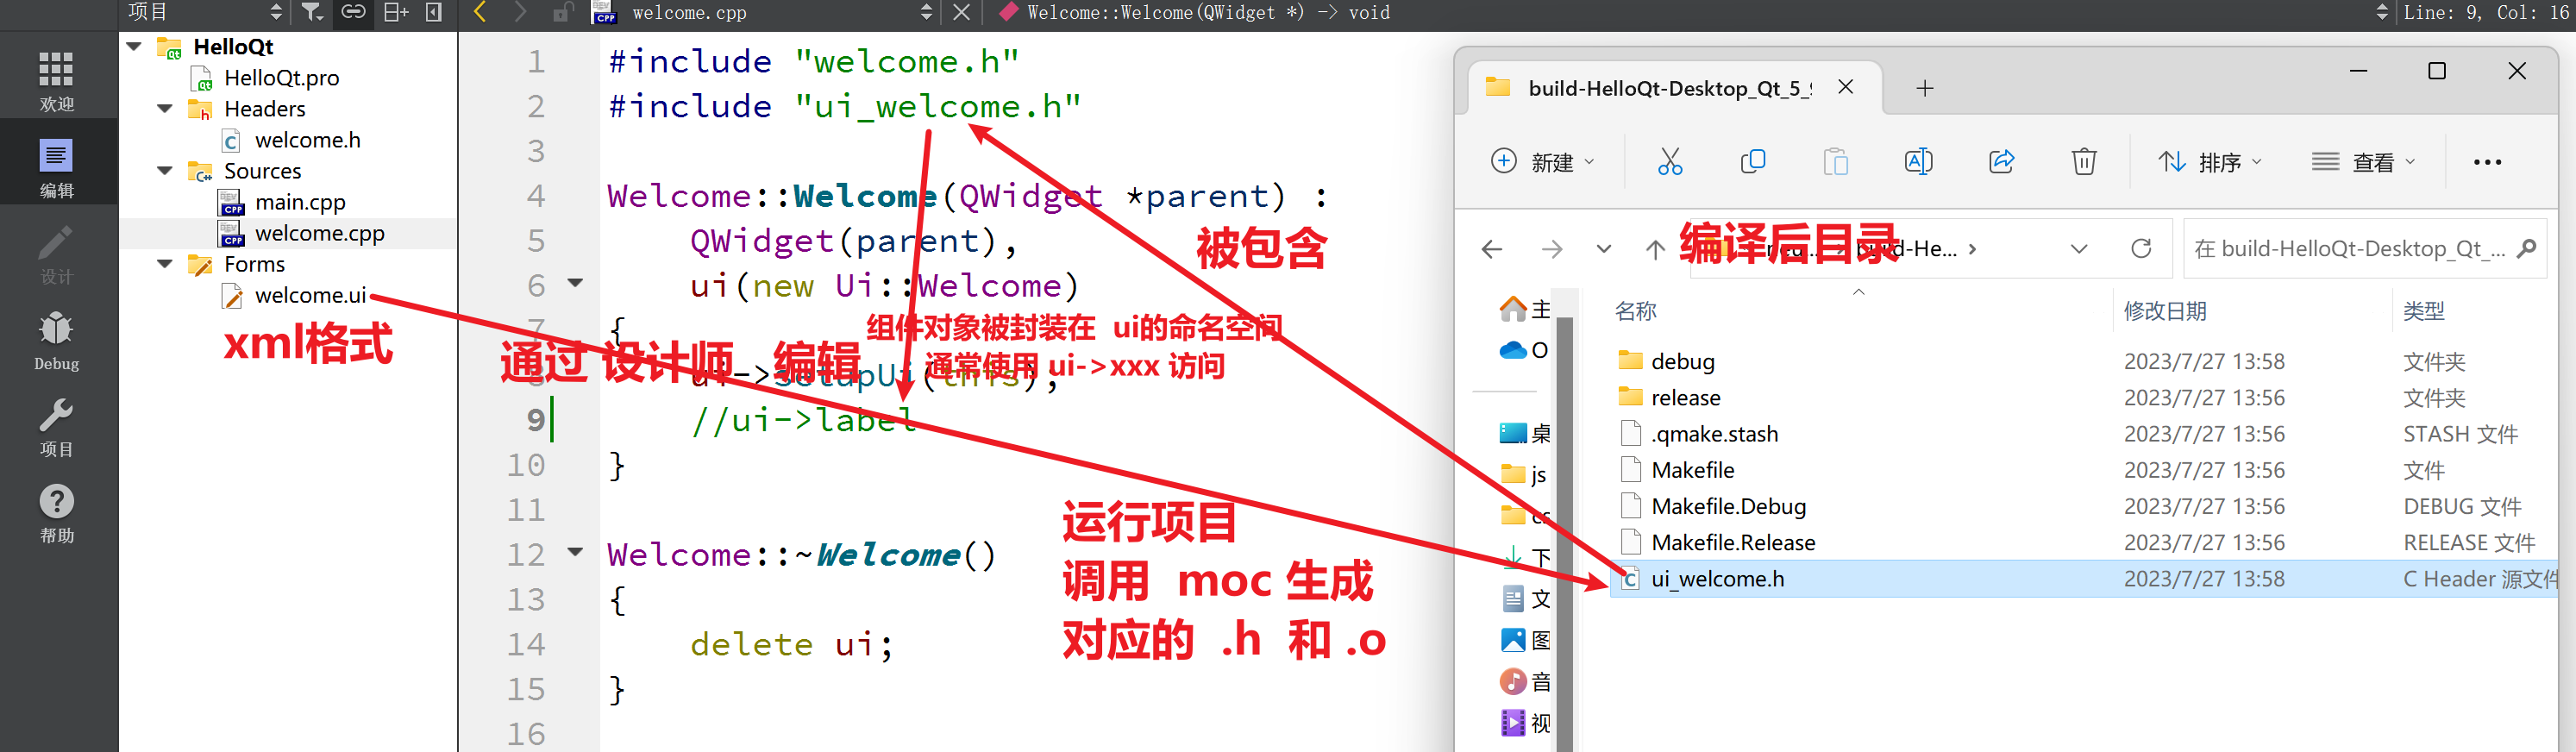 项目
welcome.cpp
Welcome::Welcome(QWidget *) -> void
Line: 9, Col: 16
欢迎
编辑
设计
Debug
项目
帮助
HelloQt
HelloQt.pro
Headers
welcome.h
Sources
main.cpp
welcome.cpp
Forms
welcome.ui
xml格式
1 #include "welcome.h"
2 #include "ui_welcome.h"
3
4 Welcome::Welcome(QWidget *parent) :
5 QWidget(parent),
6 ui(new Ui::Welcome)
7 {
8 ui->setupUi(this);
9 //ui->label
10 }
11
12 Welcome::~Welcome()
13 {
14 delete ui;
15 }
16
被包含
组件对象被封装在 ui的命名空间
通常使用 ui->xxx 访问
通过 设计师 编辑
运行项目
调用 moc 生成
对应的 .h 和 .o
build-HelloQt-Desktop_Qt_5_
新建
排序
查看
编译后目录
build-He...
在 build-HelloQt-Desktop_Qt_...
主
O
桌
js
cs
下
文
图
音
视
名称 修改日期 类型
debug 2023/7/27 13:58 文件夹
release 2023/7/27 13:56 文件夹
.qmake.stash 2023/7/27 13:56 STASH 文件
Makefile 2023/7/27 13:56 文件
Makefile.Debug 2023/7/27 13:56 DEBUG 文件
Makefile.Release 2023/7/27 13:56 RELEASE 文件
ui_welcome.h 2023/7/27 13:58 C Header 源文件